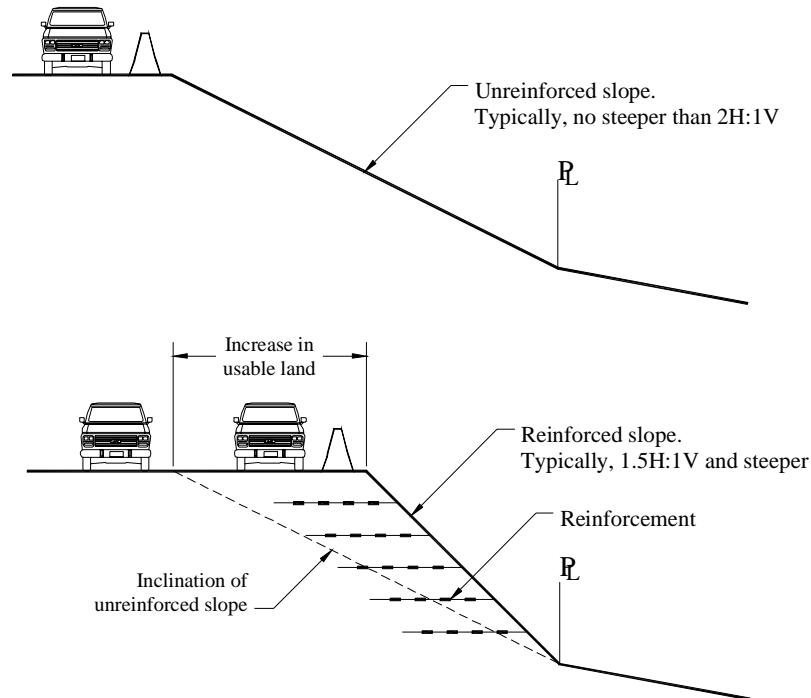 Unreinforced slope.
Typically, no steeper than 2H:1V
PL
Increase in
usable land
Reinforced slope.
Typically, 1.5H:1V and steeper
Reinforcement
PL
Inclination of
unreinforced slope